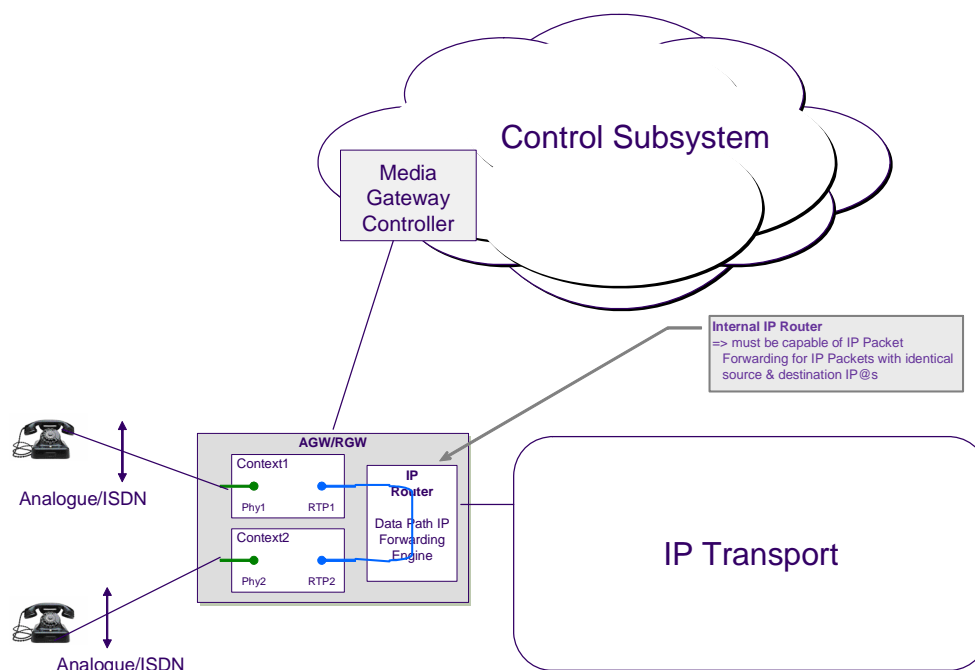 Control Subsystem
Media
Gateway
Controller
Internal IP Router
=> must be capable of IP Packet
Forwarding for IP Packets with identical
source & destination IP@s
AGW/RGW
Context1
Phy1
RTP1
IP
Router
Data Path IP
Forwarding
Engine
Context2
Phy2
RTP2
Analogue/ISDN
IP Transport
Analogue/ISDN